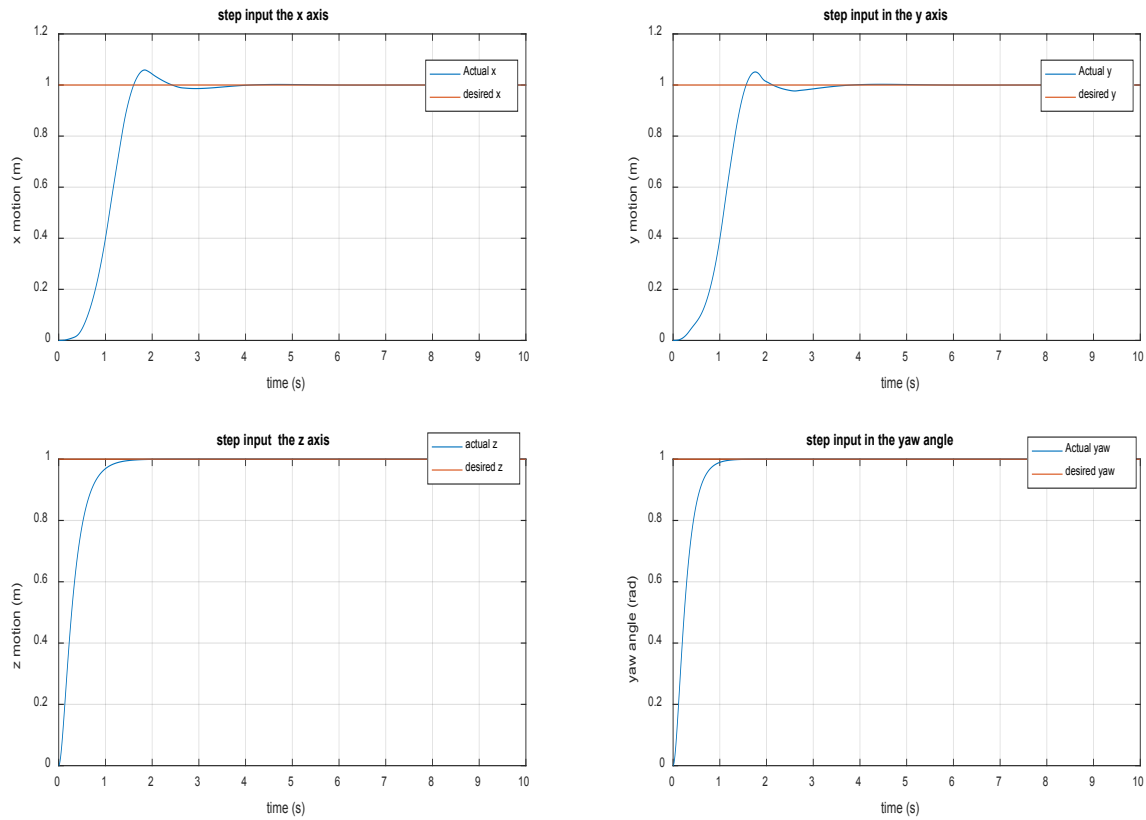 step input the x axis
1.2
1
0.8
0.6
0.4
0.2
0
x motion (m)
Actual x
desired x
0 1 2 3 4 5 6 7 8 9 10
time (s)
step input in the y axis
1.2
1
0.8
0.6
0.4
0.2
0
y motion (m)
Actual y
desired y
0 1 2 3 4 5 6 7 8 9 10
time (s)
step input the z axis
1
0.8
0.6
0.4
0.2
0
z motion (m)
actual z
desired z
0 1 2 3 4 5 6 7 8 9 10
time (s)
step input in the yaw angle
1
0.8
0.6
0.4
0.2
0
yaw angle (rad)
Actual yaw
desired yaw
0 1 2 3 4 5 6 7 8 9 10
time (s)